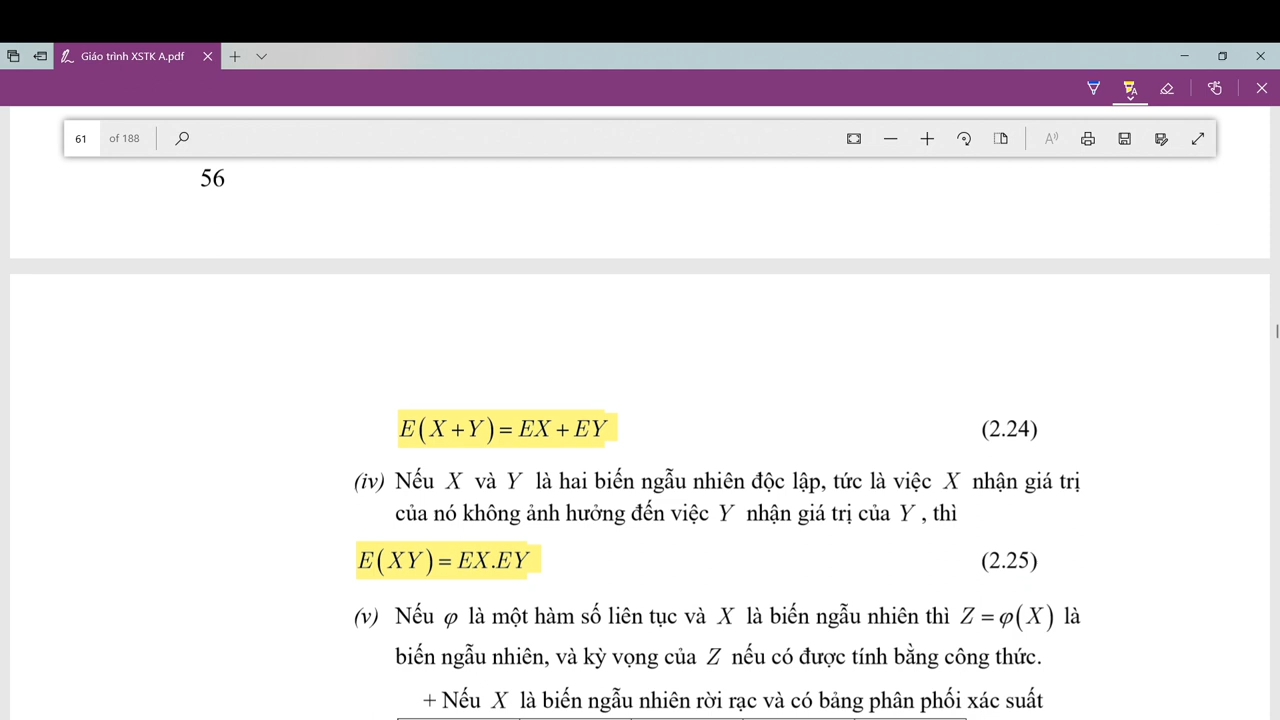 Giáo trình XSTK A.pdf
61 of 188
56
E(X+Y)=EX+EY (2.24)
(iv) Nếu X và Y là hai biến ngẫu nhiên độc lập, tức là việc X nhận giá trị
của nó không ảnh hưởng đến việc Y nhận giá trị của Y , thì
E(XY)=EX.EY (2.25)
(v) Nếu φ là một hàm số liên tục và X là biến ngẫu nhiên thì Z=φ(X) là
biến ngẫu nhiên, và kỳ vọng của Z nếu có được tính bằng công thức.
+ Nếu X là biến ngẫu nhiên rời rạc và có bảng phân phối xác suất